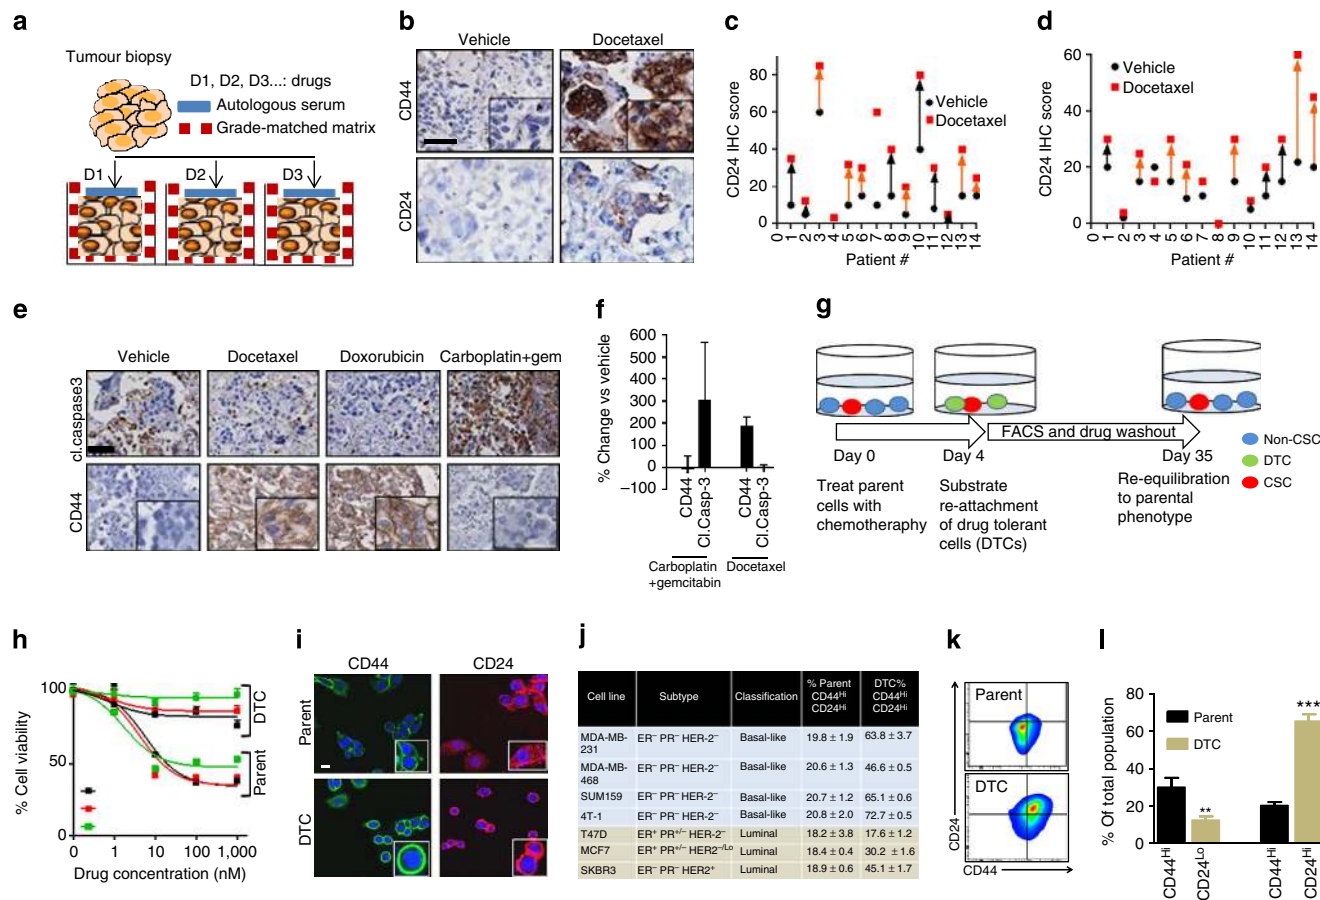 a
Tumour biopsy
D1, D2, D3...: drugs
Autologous serum
Grade-matched matrix
D1
D2
D3
b
Vehicle
Docetaxel
CD44
CD24
c
CD24 IHC score
80
60
40
20
0
Vehicle
Docetaxel
0 1 2 3 4 5 6 7 8 9 10 11 12 13 14
Patient #
d
CD24 IHC score
60
40
20
0
Vehicle
Docetaxel
0 1 2 3 4 5 6 7 8 9 10 11 12 13 14
Patient #
e
Vehicle
Docetaxel
Doxorubicin
Carboplatin+gem
cl.caspase3
CD44
f
% Change vs vehicle
600
500
400
300
200
100
0
−100
CD44
Cl.Casp-3
CD44
Cl.Casp-3
Carboplatin
+gemcitabin
Docetaxel
g
FACS and drug washout
Day 0
Day 4
Day 35
Treat parent
cells with
chemotheraphy
Substrate
re-attachment
of drug tolerant
cells (DTCs)
Re-equilibration
to parental
phenotype
Non-CSC
DTC
CSC
h
% Cell viability
100
50
0
DTC
Parent
0 1 10 100 1,000
Drug concentration (nM)
i
CD44
CD24
Parent
DTC
j
Cell line Subtype Classification % Parent CD44Hi CD24Hi DTC% CD44Hi CD24Hi
MDA-MB-231 ER− PR− HER-2− Basal-like 19.8 ± 1.9 63.8 ± 3.7
MDA-MB-468 ER− PR− HER-2− Basal-like 20.6 ± 1.3 46.6 ± 0.5
SUM159 ER− PR− HER-2− Basal-like 20.7 ± 1.2 65.1 ± 0.6
4T-1 ER− PR− HER-2− Basal-like 20.8 ± 2.0 72.7 ± 0.5
T47D ER+ PR+/− HER-2− Luminal 18.2 ± 3.8 17.6 ± 1.2
MCF7 ER+ PR+/− HER2−/Lo Luminal 18.4 ± 0.4 30.2 ± 1.6
SKBR3 ER− PR− HER2+ Luminal 18.9 ± 0.6 45.1 ± 1.7
k
Parent
DTC
CD24
CD44
l
% Of total population
80
60
40
20
0
Parent
DTC
**
***
CD44Hi
CD24Lo
CD44Hi
CD24Hi